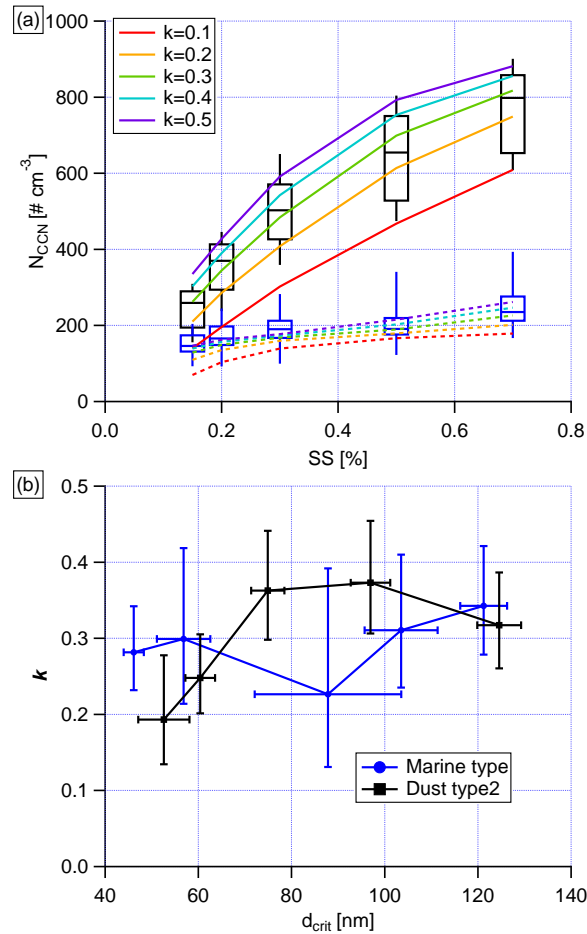 (a)
1000
800
600
400
200
0
N_CCN [# cm^-3]
k=0.1
k=0.2
k=0.3
k=0.4
k=0.5
0.0 0.2 0.4 0.6 0.8
SS [%]
(b)
0.5
0.4
0.3
0.2
0.1
0.0
k
Marine type
Dust type2
40 60 80 100 120 140
d_crit [nm]